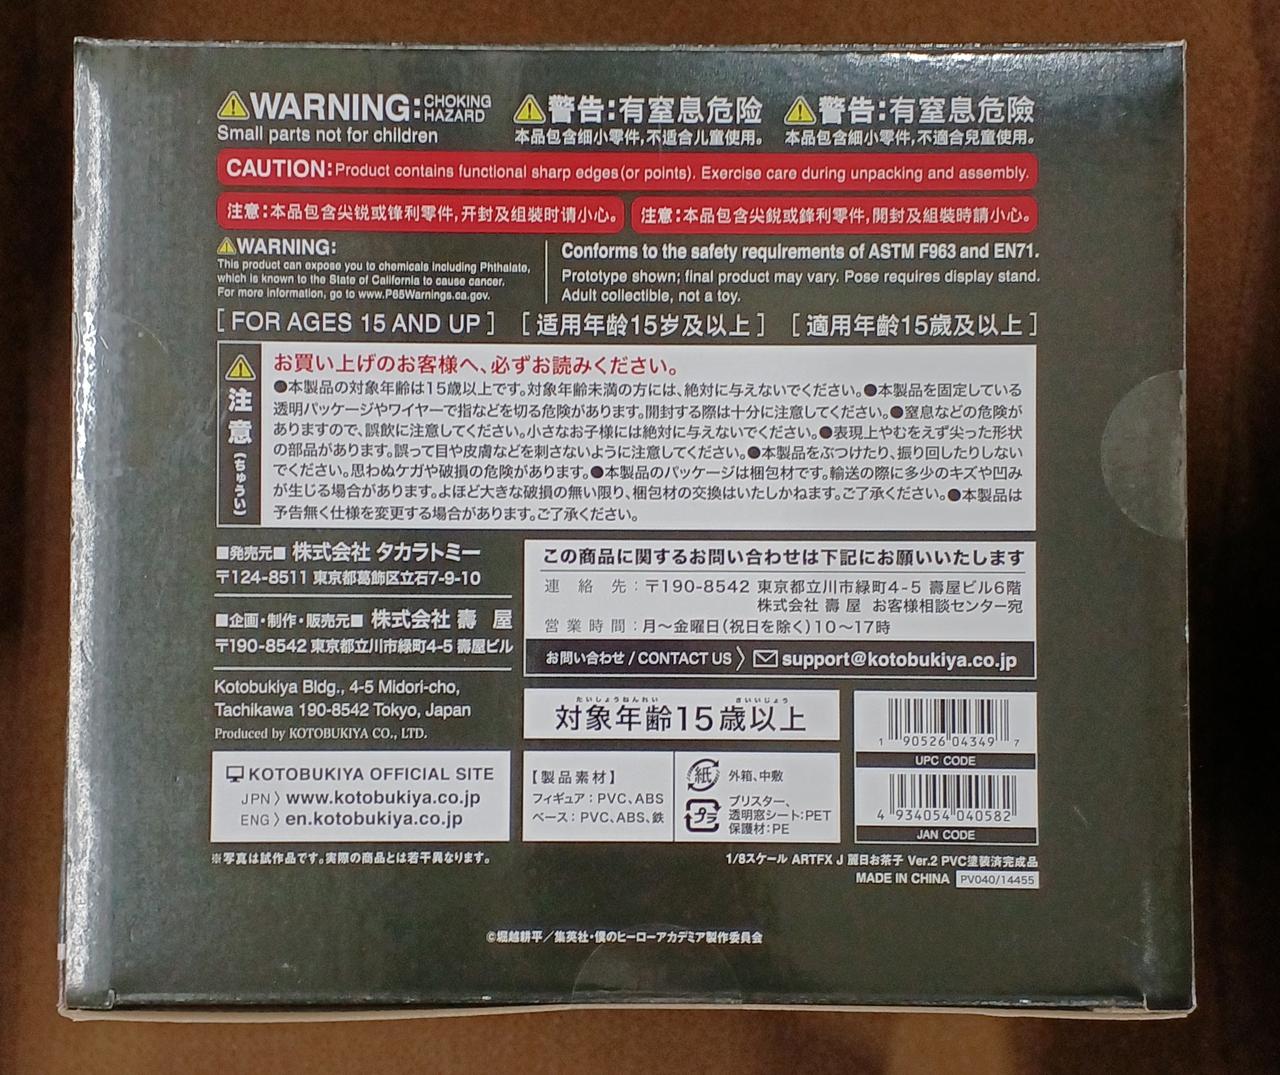 ⚠WARNING: CHOKING HAZARD
Small parts not for children
⚠警告:有窒息危险
本品包含细小零件,不适合儿童使用。
⚠警告:有窒息危險
本品包含細小零件,不適合兒童使用。
CAUTION: Product contains functional sharp edges(or points). Exercise care during unpacking and assembly.
注意:本品包含尖锐或锋利零件,开封及组装时请小心。
注意:本品包含尖銳或鋒利零件,開封及組裝時請小心。
⚠WARNING:
This product can expose you to chemicals including Phthalate,
which is known to the State of California to cause cancer.
For more information, go to www.P65Warnings.ca.gov.
Conforms to the safety requirements of ASTM F963 and EN71.
Prototype shown; final product may vary. Pose requires display stand.
Adult collectible, not a toy.
[FOR AGES 15 AND UP] [适用年龄15岁及以上] [適用年齡15歲及以上]
注意(ちゅうい)
お買い上げのお客様へ、必ずお読みください。
●本製品の対象年齢は15歳以上です。対象年齢未満の方には、絶対に与えないでください。●本製品を固定している
透明パッケージやワイヤーで指などを切る危険があります。開封する際は十分に注意してください。●窒息などの危険が
ありますので、誤飲に注意してください。小さなお子様には絶対に与えないでください。●表現上やむをえず尖った形状
の部品があります。誤って目や皮膚などを刺さないように注意してください。●本製品をぶつけたり、振り回したりしない
でください。思わぬケガや破損の危険があります。●本製品のパッケージは梱包材です。輸送の際に多少のキズや凹み
が生じる場合があります。よほど大きな破損の無い限り、梱包材の交換はいたしかねます。ご了承ください。●本製品は
予告無く仕様を変更する場合があります。ご了承ください。
■発売元■ 株式会社 タカラトミー
〒124-8511 東京都葛飾区立石7-9-10
■企画・制作・販売元■ 株式会社 壽 屋
〒190-8542 東京都立川市緑町4-5 壽屋ビル
Kotobukiya Bldg., 4-5 Midori-cho,
Tachikawa 190-8542 Tokyo, Japan
Produced by KOTOBUKIYA CO., LTD.
この商品に関するお問い合わせは下記にお願いいたします
連 絡 先:〒190-8542 東京都立川市緑町4-5 壽屋ビル6階
株式会社 壽 屋 お客様相談センター宛
営業時間:月〜金曜日(祝日を除く)10〜17時
お問い合わせ / CONTACT US 〉 support@kotobukiya.co.jp
たいしょうねんれい さいいじょう
対象年齢15歳以上
1 90526 04349 7
UPC CODE
4 934054 040582
JAN CODE
KOTOBUKIYA OFFICIAL SITE
JPN 〉 www.kotobukiya.co.jp
ENG 〉 en.kotobukiya.co.jp
【製品素材】
フィギュア:PVC、ABS
ベース:PVC、ABS、鉄
紙 外箱、中敷
プラ ブリスター、
透明窓シート:PET
保護材:PE
※写真は試作品です。実際の商品とは若干異なります。
1/8スケール ARTFX J 麗日お茶子 Ver.2 PVC塗装済完成品
MADE IN CHINA PV040/14455
©堀越耕平/集英社・僕のヒーローアカデミア製作委員会